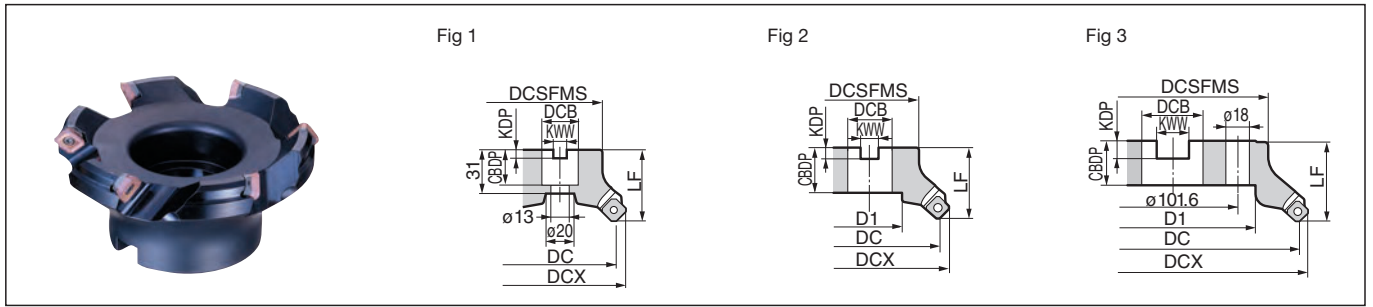 Fig 1
DCSFMS
DCB
KWW
KDP
CBDP
31
LF
ø13
ø20
DC
DCX
Fig 2
DCSFMS
DCB
KWW
KDP
CBDP
LF
D1
DC
DCX
Fig 3
DCSFMS
DCB
ø18
KWW
KDP
CBDP
LF
ø101.6
D1
DC
DCX